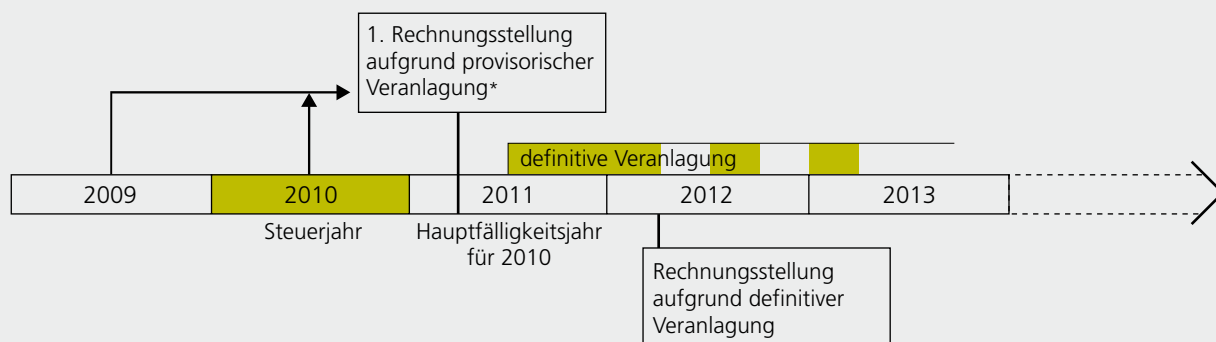 1. Rechnungsstellung
aufgrund provisorischer
Veranlagung*
definitive Veranlagung
2009
2010
2011
2012
2013
Steuerjahr
Hauptfälligkeitsjahr
für 2010
Rechnungsstellung
aufgrund definitiver
Veranlagung